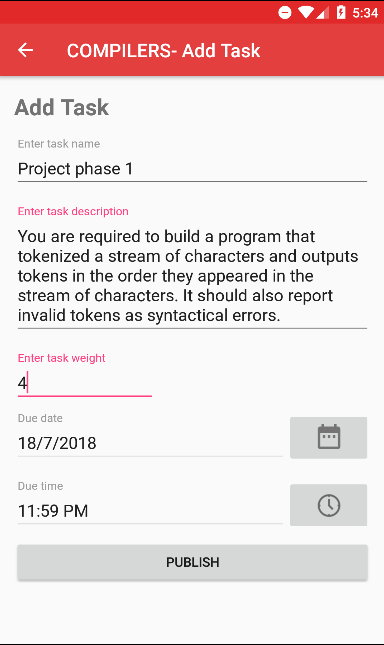 5:34
COMPILERS- Add Task
Add Task
Enter task name
Project phase 1
Enter task description
You are required to build a program that
tokenized a stream of characters and outputs
tokens in the order they appeared in the
stream of characters. It should also report
invalid tokens as syntactical errors.
Enter task weight
4
Due date
18/7/2018
Due time
11:59 PM
PUBLISH